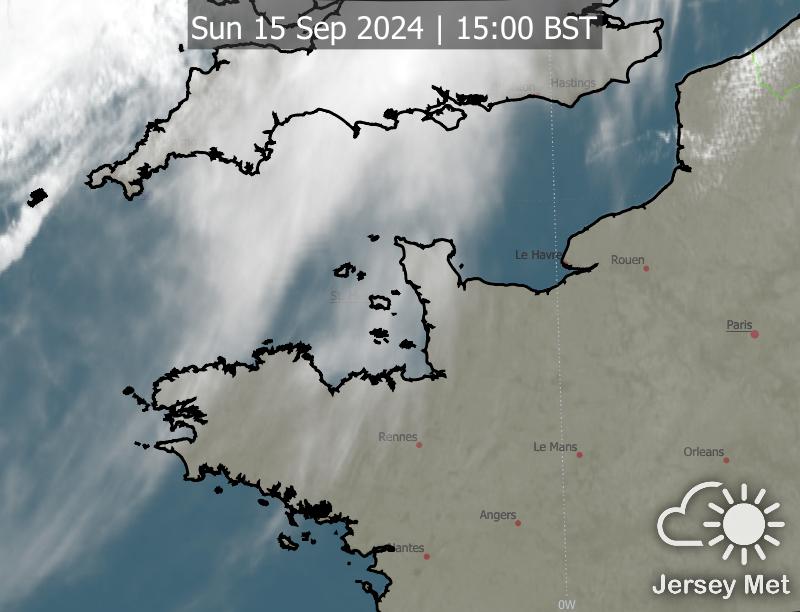 Sun 15 Sep 2024 | 15:00 BST
Hastings
Le Havre
Rouen
Paris
Rennes
Le Mans
Orleans
Angers
Jersey Met
0W